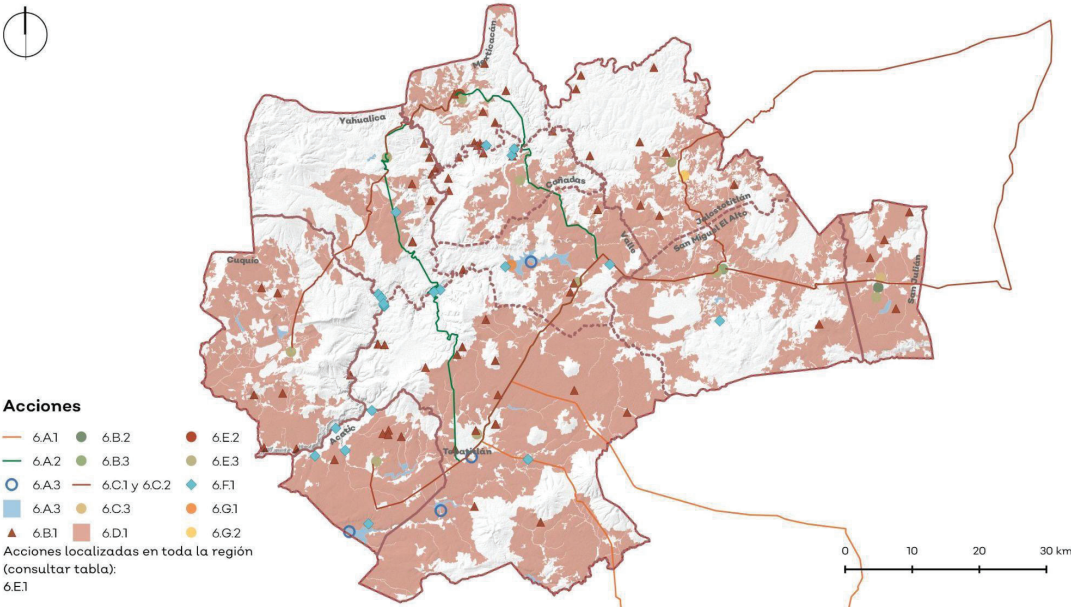 Mexticacán
Yahualica
Cañadas
Jalostotitlán
San Miguel El Alto
Valle
Cuquío
San Julián
Acatic
Tepatitlán
Acciones
6.A.1
6.B.2
6.E.2
6.A.2
6.B.3
6.E.3
6.A.3
6.C.1 y 6.C.2
6.F.1
6.A.3
6.C.3
6.G.1
6.B.1
6.D.1
6.G.2
Acciones localizadas en toda la región
(consultar tabla):
6.E.1
0 10 20 30 km